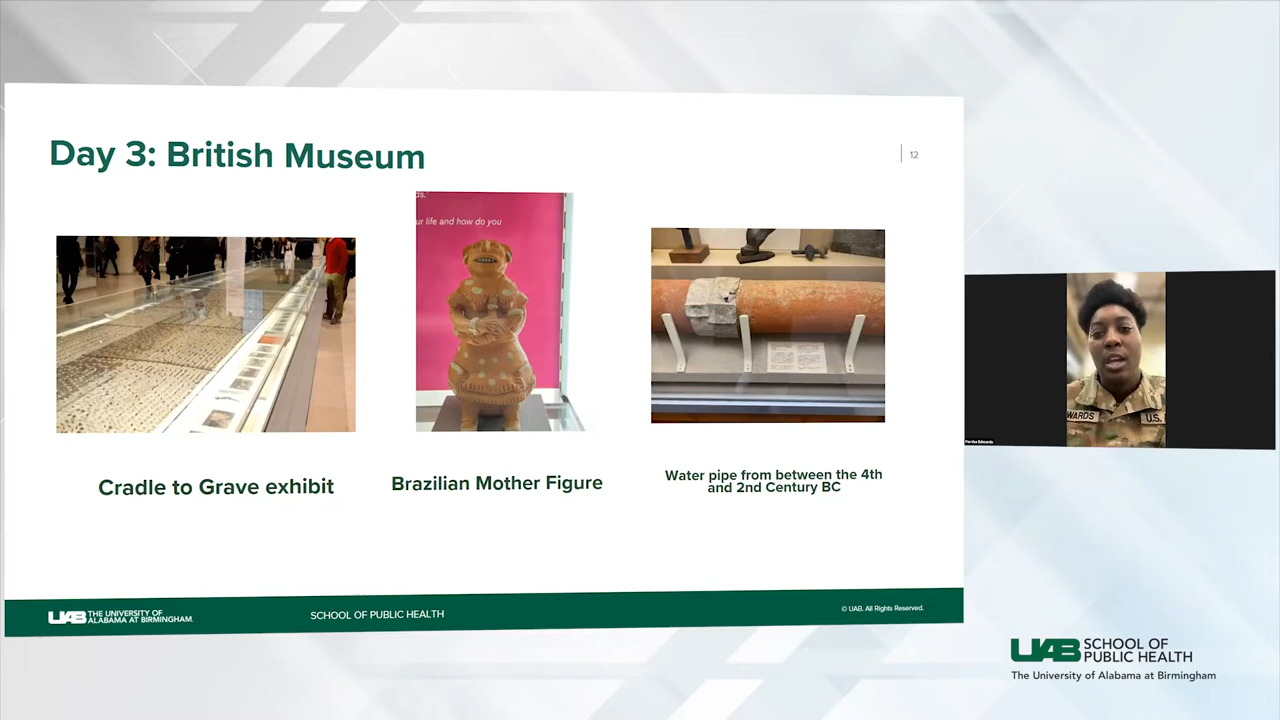 Day 3: British Museum
12
ds."
ur life and how do you
Cradle to Grave exhibit
Brazilian Mother Figure
Water pipe from between the 4th
and 2nd Century BC
WARDS
U.S.
UAB THE UNIVERSITY OF
ALABAMA AT BIRMINGHAM.
SCHOOL OF PUBLIC HEALTH
© UAB. All Rights Reserved.
UAB SCHOOL OF
PUBLIC HEALTH
The University of Alabama at Birmingham